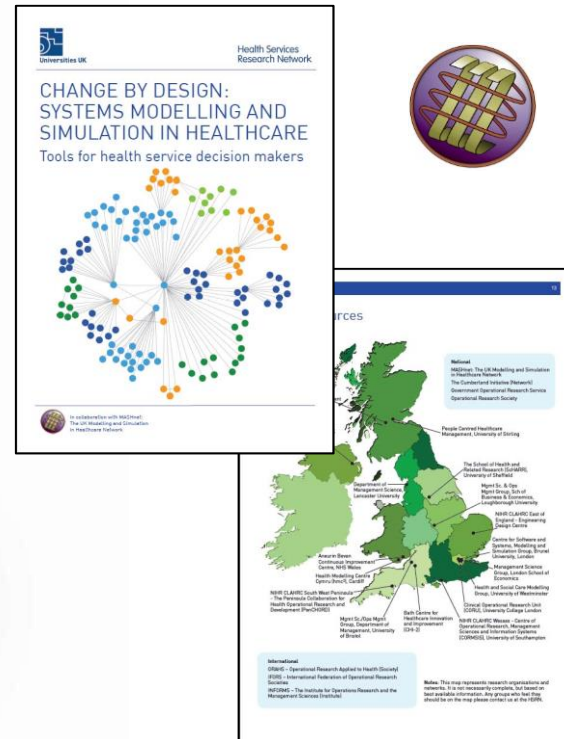 Universities UK
Health Services
Research Network
CHANGE BY DESIGN:
SYSTEMS MODELLING AND
SIMULATION IN HEALTHCARE
Tools for health service decision makers
In collaboration with MASHnet:
The UK Modelling and Simulation
in Healthcare Network
13
urces
National
MASHnet: The UK Modelling and Simulation
in Healthcare Network
The Cumberland Initiative (Network)
Government Operational Research Service
Operational Research Society
People Centred Healthcare
Management, University of Stirling
The School of Health and
Related Research (ScHARR),
University of Sheffield
Department of
Management Science,
Lancaster University
Mgmt Sc. & Ops
Mgmt Group, Sch of
Business & Economics,
Loughborough University
NIHR CLAHRC East of
England - Engineering
Design Centre
Centre for Software and
Systems, Modelling and
Simulation Group, Brunel
University, London
Management Science
Group, London School of
Economics
Health and Social Care Modelling
Group, University of Westminster
Clinical Operational Research Unit
(CORU), University College London
NIHR CLAHRC Wessex - Centre of
Operational Research, Management
Sciences and Information Systems
(CORMSIS), University of Southampton
Aneurin Bevan
Continuous Improvement
Centre, NHS Wales
Health Modelling Centre
Cymru (hmc²), Cardiff
NIHR CLAHRC South West Peninsula
- The Peninsula Collaboration for
Health Operational Research and
Development (PenCHORD)
Mgmt Sc/Ops Mgmt
Group, Department of
Management, University
of Bristol
Bath Centre for
Healthcare Innovation
and Improvement
(CHI-2)
International
ORAHS – Operational Research Applied to Health (Society)
IFORS – International Federation of Operational Research
Societies
INFORMS – The Institute for Operations Research and the
Management Sciences (Institute)
Notes: This map represents research organisations and
networks. It is not necessarily complete, but based on
best available information. Any groups who feel they
should be on the map please contact us at the HSRN.